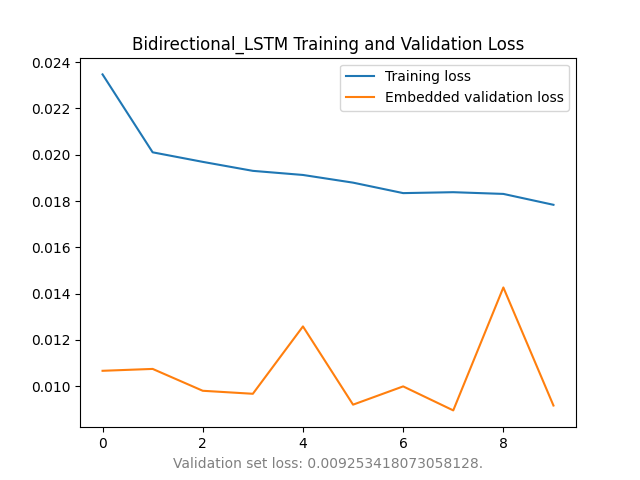 Bidirectional_LSTM Training and Validation Loss
0.024
0.022
0.020
0.018
0.016
0.014
0.012
0.010
Training loss
Embedded validation loss
0 2 4 6 8
Validation set loss: 0.009253418073058128.